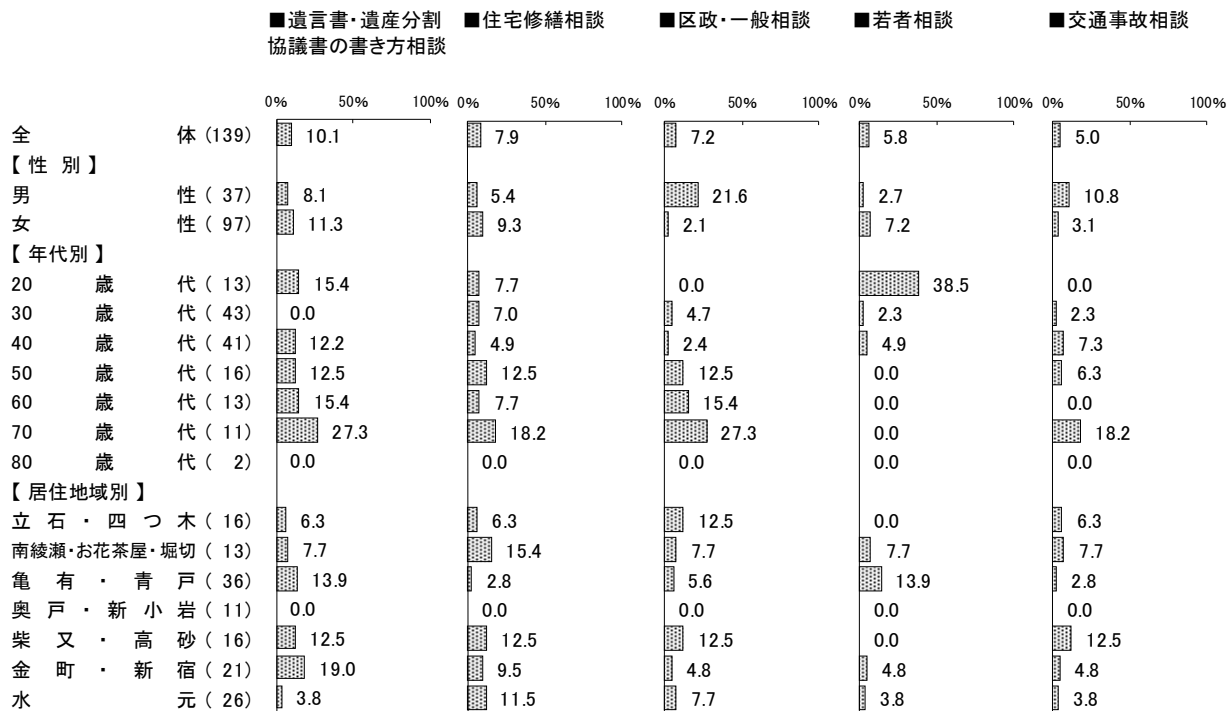 ■遺言書・遺産分割 ■住宅修繕相談 ■区政・一般相談 ■若者相談 ■交通事故相談
協議書の書き方相談
0% 50% 100% 0% 50% 100% 0% 50% 100% 0% 50% 100% 0% 50% 100%
全 体 (139) 10.1 7.9 7.2 5.8 5.0
【 性 別 】
男 性 ( 37) 8.1 5.4 21.6 2.7 10.8
女 性 ( 97) 11.3 9.3 2.1 7.2 3.1
【 年代別 】
20 歳 代 ( 13) 15.4 7.7 0.0 38.5 0.0
30 歳 代 ( 43) 0.0 7.0 4.7 2.3 2.3
40 歳 代 ( 41) 12.2 4.9 2.4 4.9 7.3
50 歳 代 ( 16) 12.5 12.5 12.5 0.0 6.3
60 歳 代 ( 13) 15.4 7.7 15.4 0.0 0.0
70 歳 代 ( 11) 27.3 18.2 27.3 0.0 18.2
80 歳 代 ( 2) 0.0 0.0 0.0 0.0 0.0
【 居住地域別 】
立 石 ・ 四 つ 木 ( 16) 6.3 6.3 12.5 0.0 6.3
南綾瀬・お花茶屋・堀切 ( 13) 7.7 15.4 7.7 7.7 7.7
亀 有 ・ 青 戸 ( 36) 13.9 2.8 5.6 13.9 2.8
奥 戸 ・ 新 小 岩 ( 11) 0.0 0.0 0.0 0.0 0.0
柴 又 ・ 高 砂 ( 16) 12.5 12.5 12.5 0.0 12.5
金 町 ・ 新 宿 ( 21) 19.0 9.5 4.8 4.8 4.8
水 元 ( 26) 3.8 11.5 7.7 3.8 3.8